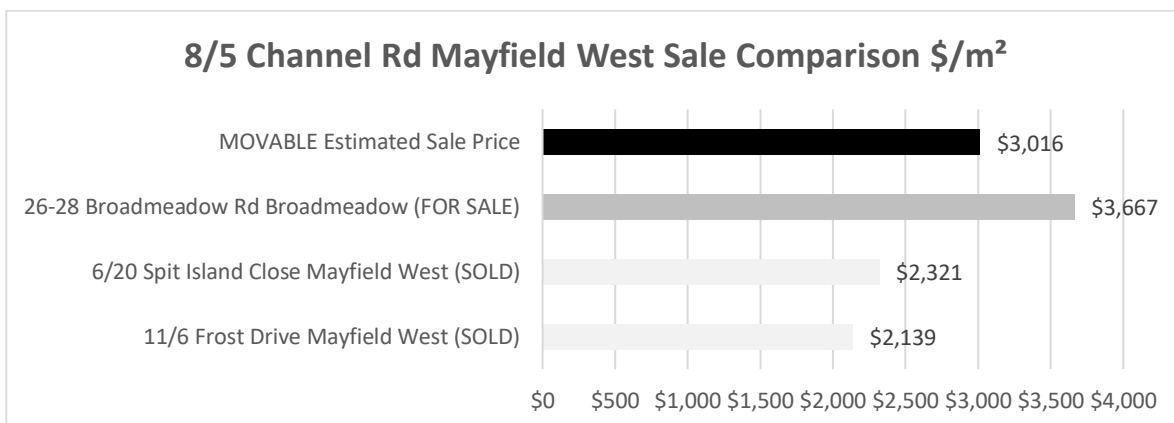 8/5 Channel Rd Mayfield West Sale Comparison $/m²
MOVABLE Estimated Sale Price
$3,016
26-28 Broadmeadow Rd Broadmeadow (FOR SALE)
$3,667
6/20 Spit Island Close Mayfield West (SOLD)
$2,321
11/6 Frost Drive Mayfield West (SOLD)
$2,139
$0 $500 $1,000 $1,500 $2,000 $2,500 $3,000 $3,500 $4,000